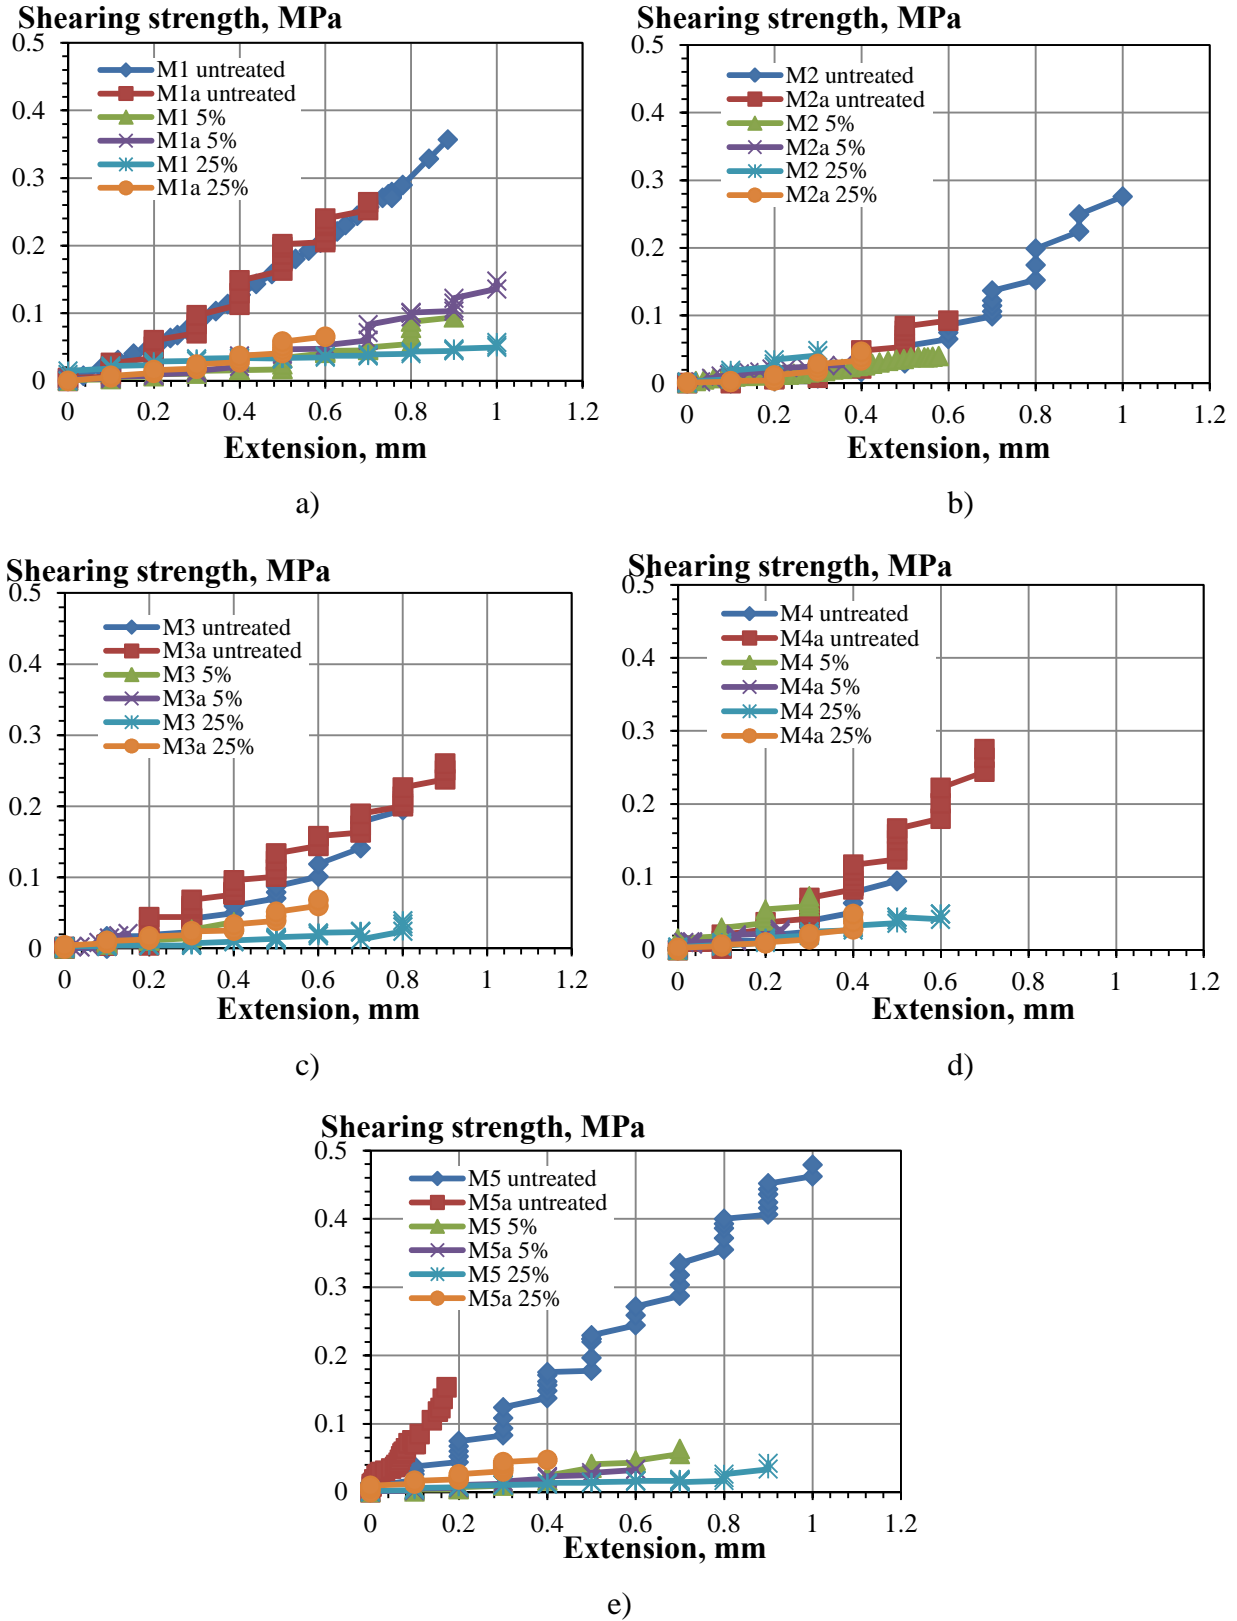 Shearing strength, MPa
0.5
0.4
0.3
0.2
0.1
0
M1 untreated
M1a untreated
M1 5%
M1a 5%
M1 25%
M1a 25%
0 0.2 0.4 0.6 0.8 1 1.2
Extension, mm
a)
Shearing strength, MPa
0.5
0.4
0.3
0.2
0.1
0
M2 untreated
M2a untreated
M2 5%
M2a 5%
M2 25%
M2a 25%
0 0.2 0.4 0.6 0.8 1 1.2
Extension, mm
b)
Shearing strength, MPa
0.5
0.4
0.3
0.2
0.1
0
M3 untreated
M3a untreated
M3 5%
M3a 5%
M3 25%
M3a 25%
0 0.2 0.4 0.6 0.8 1 1.2
Extension, mm
c)
Shearing strength, MPa
0.5
0.4
0.3
0.2
0.1
0
M4 untreated
M4a untreated
M4 5%
M4a 5%
M4 25%
M4a 25%
0 0.2 0.4 0.6 0.8 1 1.2
Extension, mm
d)
Shearing strength, MPa
0.5
0.4
0.3
0.2
0.1
0
M5 untreated
M5a untreated
M5 5%
M5a 5%
M5 25%
M5a 25%
0 0.2 0.4 0.6 0.8 1 1.2
Extension, mm
e)